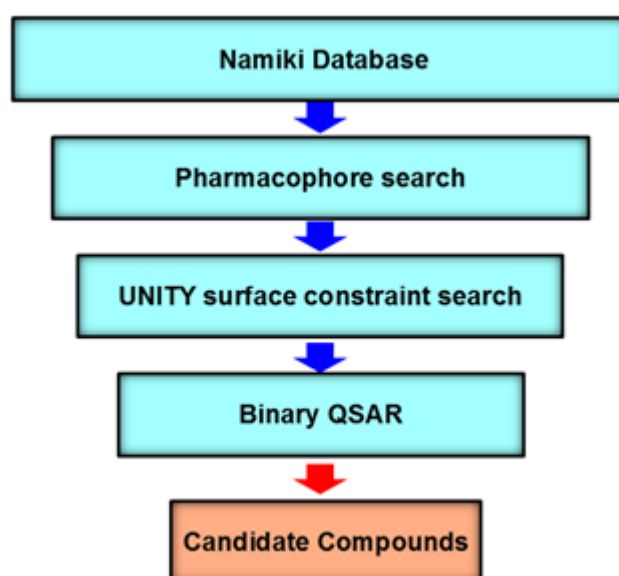 Namiki Database
Pharmacophore search
UNITY surface constraint search
Binary QSAR
Candidate Compounds